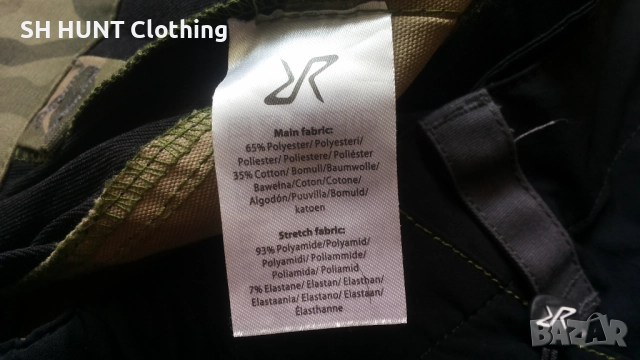 SH HUNT Clothing
Main fabric:
65% Polyester/ Polyesteri/
Poliester/ Poliestere/ Poliéster
35% Cotton/ Bomull/Baumwolle/
Bawełna/Coton/Cotone/
Algodón/Puuvilla/Bomuld/
katoen
Stretch fabric:
93% Polyamide/Polyamid/
Polyamidi/ Poliammide/
Poliamida/ Poliamid
7% Elastane/ Elastan/ Elasthan/
Elastaania/ Elastano/ Elastaan/
Élasthanne
BAZAR